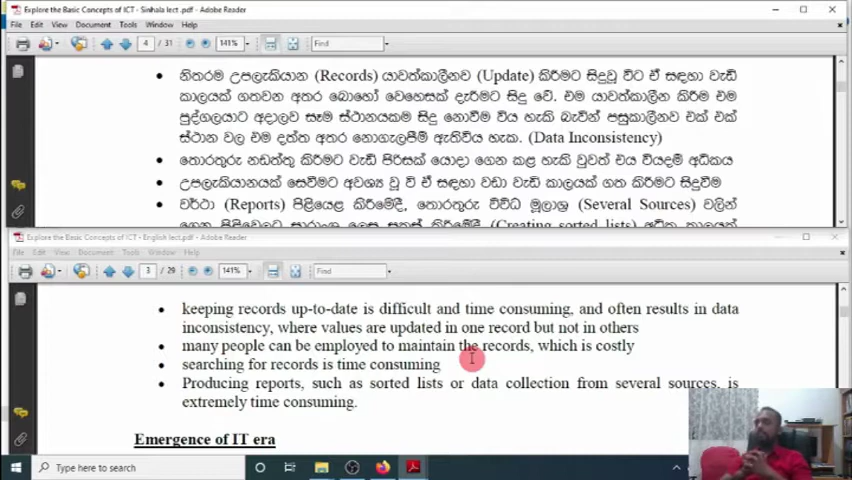 Explore the Basic Concepts of ICT - Sinhala lect.pdf - Adobe Reader
File Edit View Document Tools Window Help
4 / 31 141% Find
නිතරම උපලැකියාන (Records) යාවත්කාලීනව (Update) කිරීමට සිදුවූ විට ඒ සඳහා වැඩි
කාලයක් ගතවන අතර බොහෝ වෙහෙසක් දැරීමට සිදු වේ. එම යාවත්කාලීන කිරීම එම
පුද්ගලයාට අදාලව සෑම ස්ථානයකම සිදු නොවීම විය හැකි බැවින් පසුකාලීනව එක් එක්
ස්ථාන වල එම දත්ත අතර නොගැලපීම් ඇතිවිය හැක. (Data Inconsistency)
තොරතුරු නඩත්තු කිරීමට වැඩි පිරිසක් යොදා ගෙන කළ හැකි වුවත් එය වියදම් අධිකය
උපලැකියානයක් සෙවීමට අවශ්‍ය වූ වි ඒ සඳහා වඩා වැඩි කාලයක් ගත කිරීමට සිදුවීම
වර්ථා (Reports) පිළියෙළ කිරීමේදී, තොරතුරු විවිධ මූලාශ්‍ර (Several Sources) වලින්
ගෙන පිළිවෙලට සාරාංශ ලෙස සකස් කිරීමේදී (Creating sorted lists) අධික කාලයක්
Explore the Basic Concepts of ICT - English lect.pdf - Adobe Reader
File Edit View Document Tools Window Help
3 / 29 141% Find
keeping records up-to-date is difficult and time consuming, and often results in data
inconsistency, where values are updated in one record but not in others
many people can be employed to maintain the records, which is costly
searching for records is time consuming
Producing reports, such as sorted lists or data collection from several sources, is
extremely time consuming.
Emergence of IT era
Type here to search